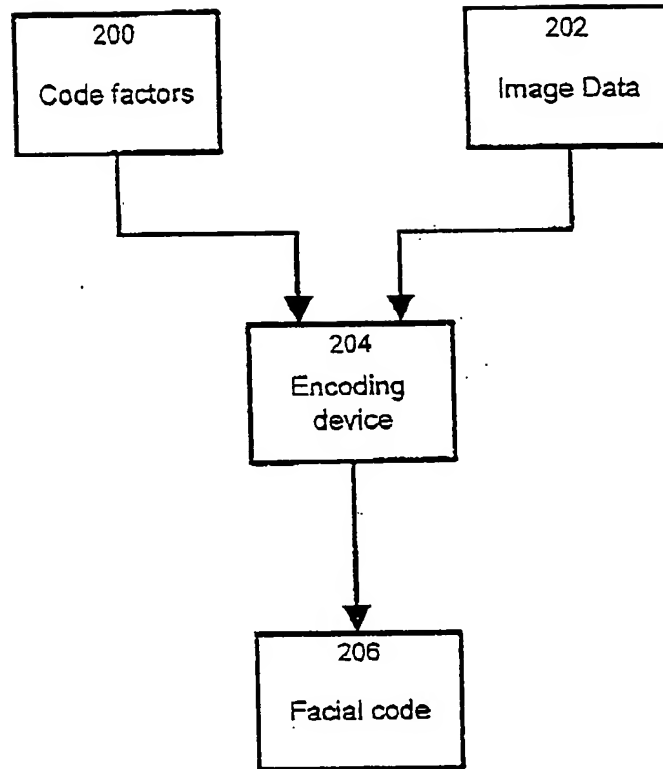 200
Code factors
202
Image Data
204
Encoding
device
206
Facial code